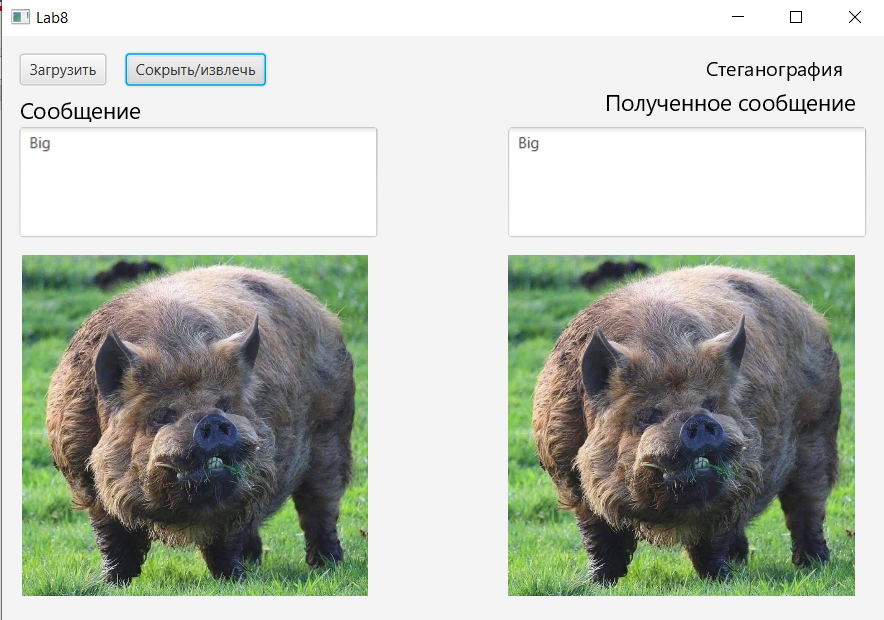 Lab8
Загрузить Сокрыть/извлечь Стеганография
Сообщение Полученное сообщение
Big Big